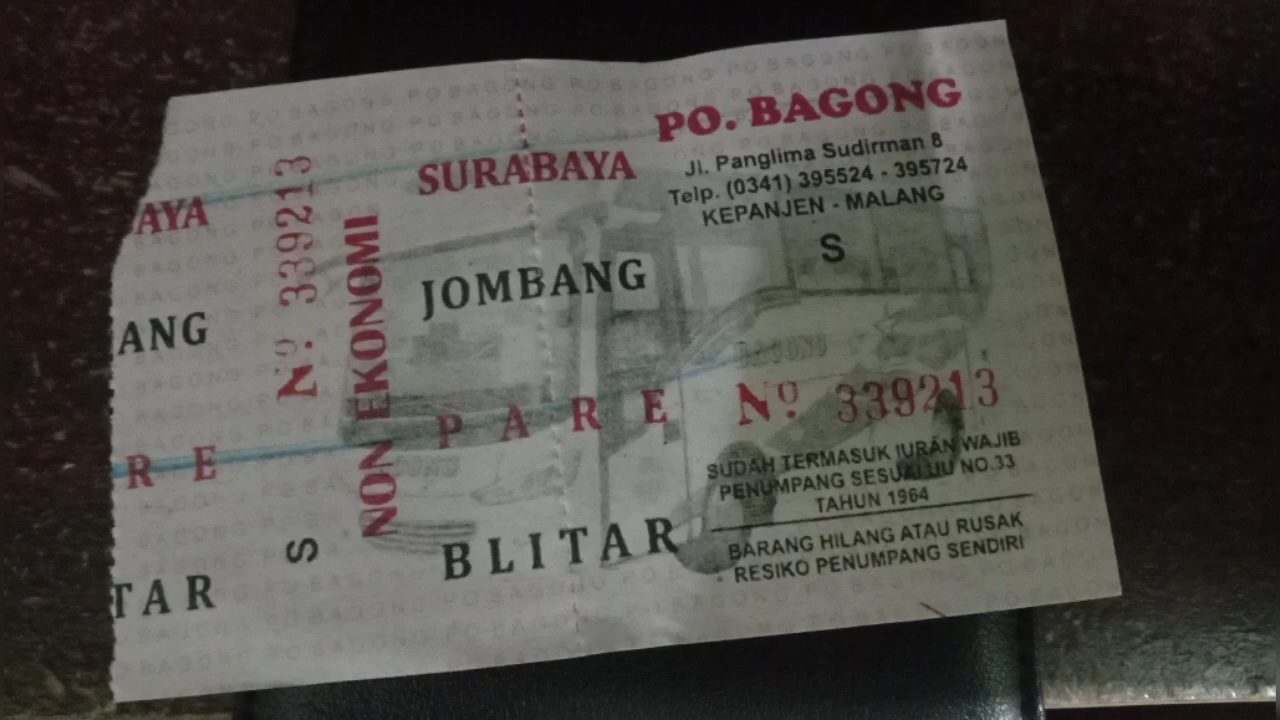 PO. BAGONG
Jl. Panglima Sudirman 8
Telp. (0341) 395524 - 395724
KEPANJEN - MALANG
S
Nº 339213
SUDAH TERMASUK IURAN WAJIB
PENUMPANG SESUAI UU NO.33
TAHUN 1964
BARANG HILANG ATAU RUSAK
RESIKO PENUMPANG SENDIRI
SURABAYA
JOMBANG
PARE
BLITAR
NON EKONOMI
Nº 339213
S
AYA
ANG
RE
TAR